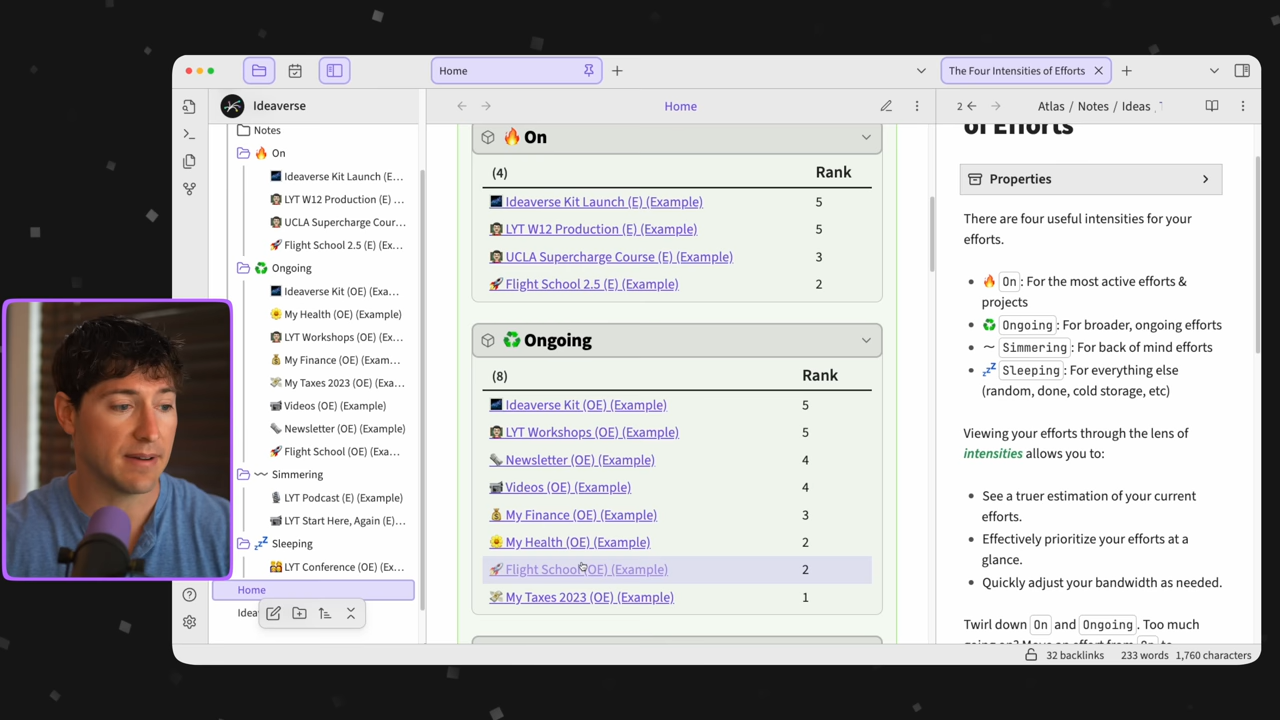 Home
The Four Intensities of Efforts
Ideaverse
Notes
🔥 On
Ideaverse Kit Launch (E...
LYT W12 Production (E) ...
UCLA Supercharge Cour...
Flight School 2.5 (E) (Ex...
♻️ Ongoing
Ideaverse Kit (OE) (Exa...
My Health (OE) (Example)
LYT Workshops (OE) (Ex...
My Finance (OE) (Exam...
My Taxes 2023 (OE) (Exa...
Videos (OE) (Example)
Newsletter (OE) (Example)
Flight School (OE) (Exa...
Simmering
LYT Podcast (E) (Example)
LYT Start Here, Again (E)...
💤 Sleeping
LYT Conference (OE) (Ex...
Home
Idea
Home
🔥 On
(4) Rank
Ideaverse Kit Launch (E) (Example) 5
LYT W12 Production (E) (Example) 5
UCLA Supercharge Course (E) (Example) 3
Flight School 2.5 (E) (Example) 2
♻️ Ongoing
(8) Rank
Ideaverse Kit (OE) (Example) 5
LYT Workshops (OE) (Example) 5
Newsletter (OE) (Example) 4
Videos (OE) (Example) 4
My Finance (OE) (Example) 3
My Health (OE) (Example) 2
Flight School (OE) (Example) 2
My Taxes 2023 (OE) (Example) 1
2 Atlas / Notes / Ideas
of Efforts
Properties
There are four useful intensities for your
efforts.
• 🔥 On: For the most active efforts &
projects
• ♻️ Ongoing: For broader, ongoing efforts
• 〜 Simmering: For back of mind efforts
• 💤 Sleeping: For everything else
(random, done, cold storage, etc)
Viewing your efforts through the lens of
intensities allows you to:
• See a truer estimation of your current
efforts.
• Effectively prioritize your efforts at a
glance.
• Quickly adjust your bandwidth as needed.
Twirl down On and Ongoing. Too much
32 backlinks 233 words 1,760 characters